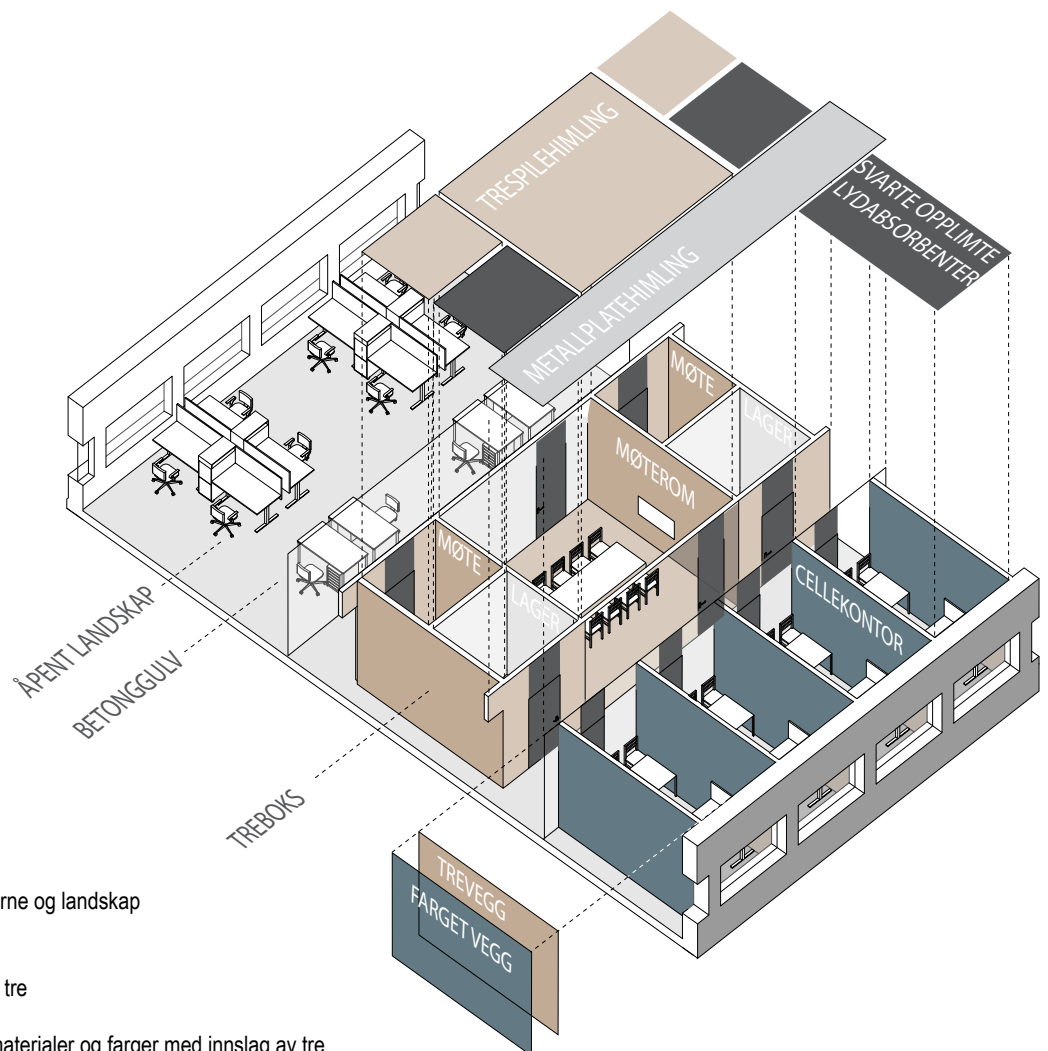 TRESPILEHIMLING
SVARTE OPPLIMTE
LYDABSORBENTER
METALLPLATEHIMLING
MØTE
LAGER
MØTEROM
MØTE
LAGER
CELLEKONTOR
ÅPENT LANDSKAP
BETONGGULV
TREBOKS
TREVEGG
FARGET VEGG
rne og landskap
tre
materialer og farger med innslag av tre